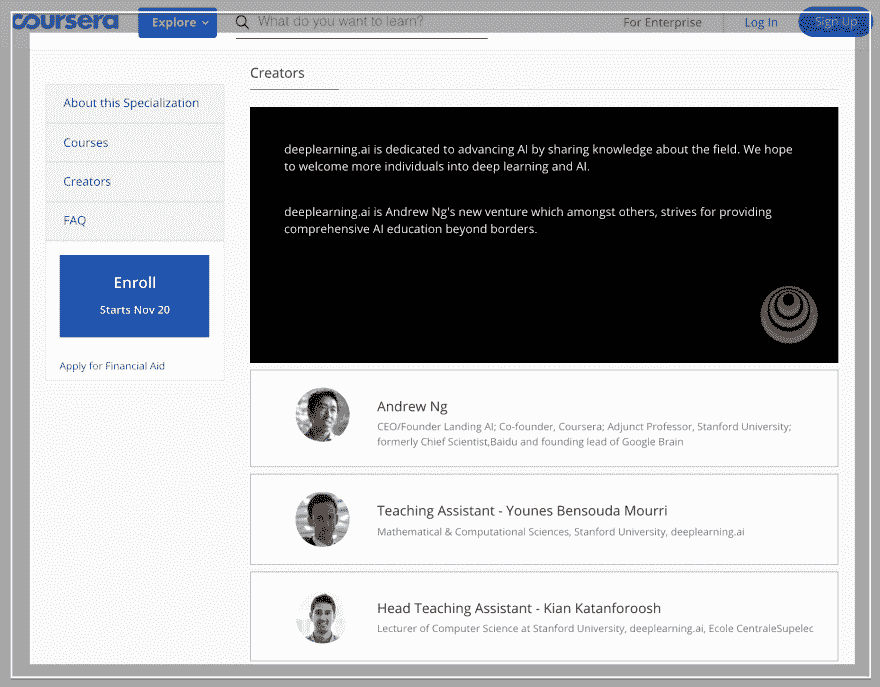 coursera
Explore
What do you want to learn?
For Enterprise
Log In
Sign Up
About this Specialization
Courses
Creators
FAQ
Enroll
Starts Nov 20
Apply for Financial Aid
Creators
deeplearning.ai is dedicated to advancing AI by sharing knowledge about the field. We hope
to welcome more individuals into deep learning and AI.
deeplearning.ai is Andrew Ng's new venture which amongst others, strives for providing
comprehensive AI education beyond borders.
Andrew Ng
CEO/Founder Landing AI; Co-founder, Coursera; Adjunct Professor, Stanford University;
formerly Chief Scientist,Baidu and founding lead of Google Brain
Teaching Assistant - Younes Bensouda Mourri
Mathematical & Computational Sciences, Stanford University, deeplearning.ai
Head Teaching Assistant - Kian Katanforoosh
Lecturer of Computer Science at Stanford University, deeplearning.ai, Ecole CentraleSupelec